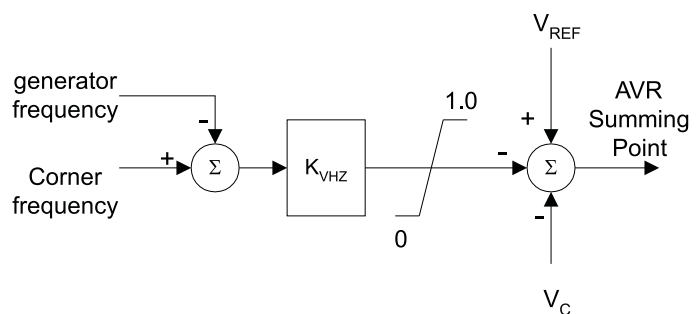 V_REF
generator
frequency
-
1.0
+
AVR
Summing
Point
+
Σ
K_VHZ
-
Σ
Corner
frequency
0
-
V_C